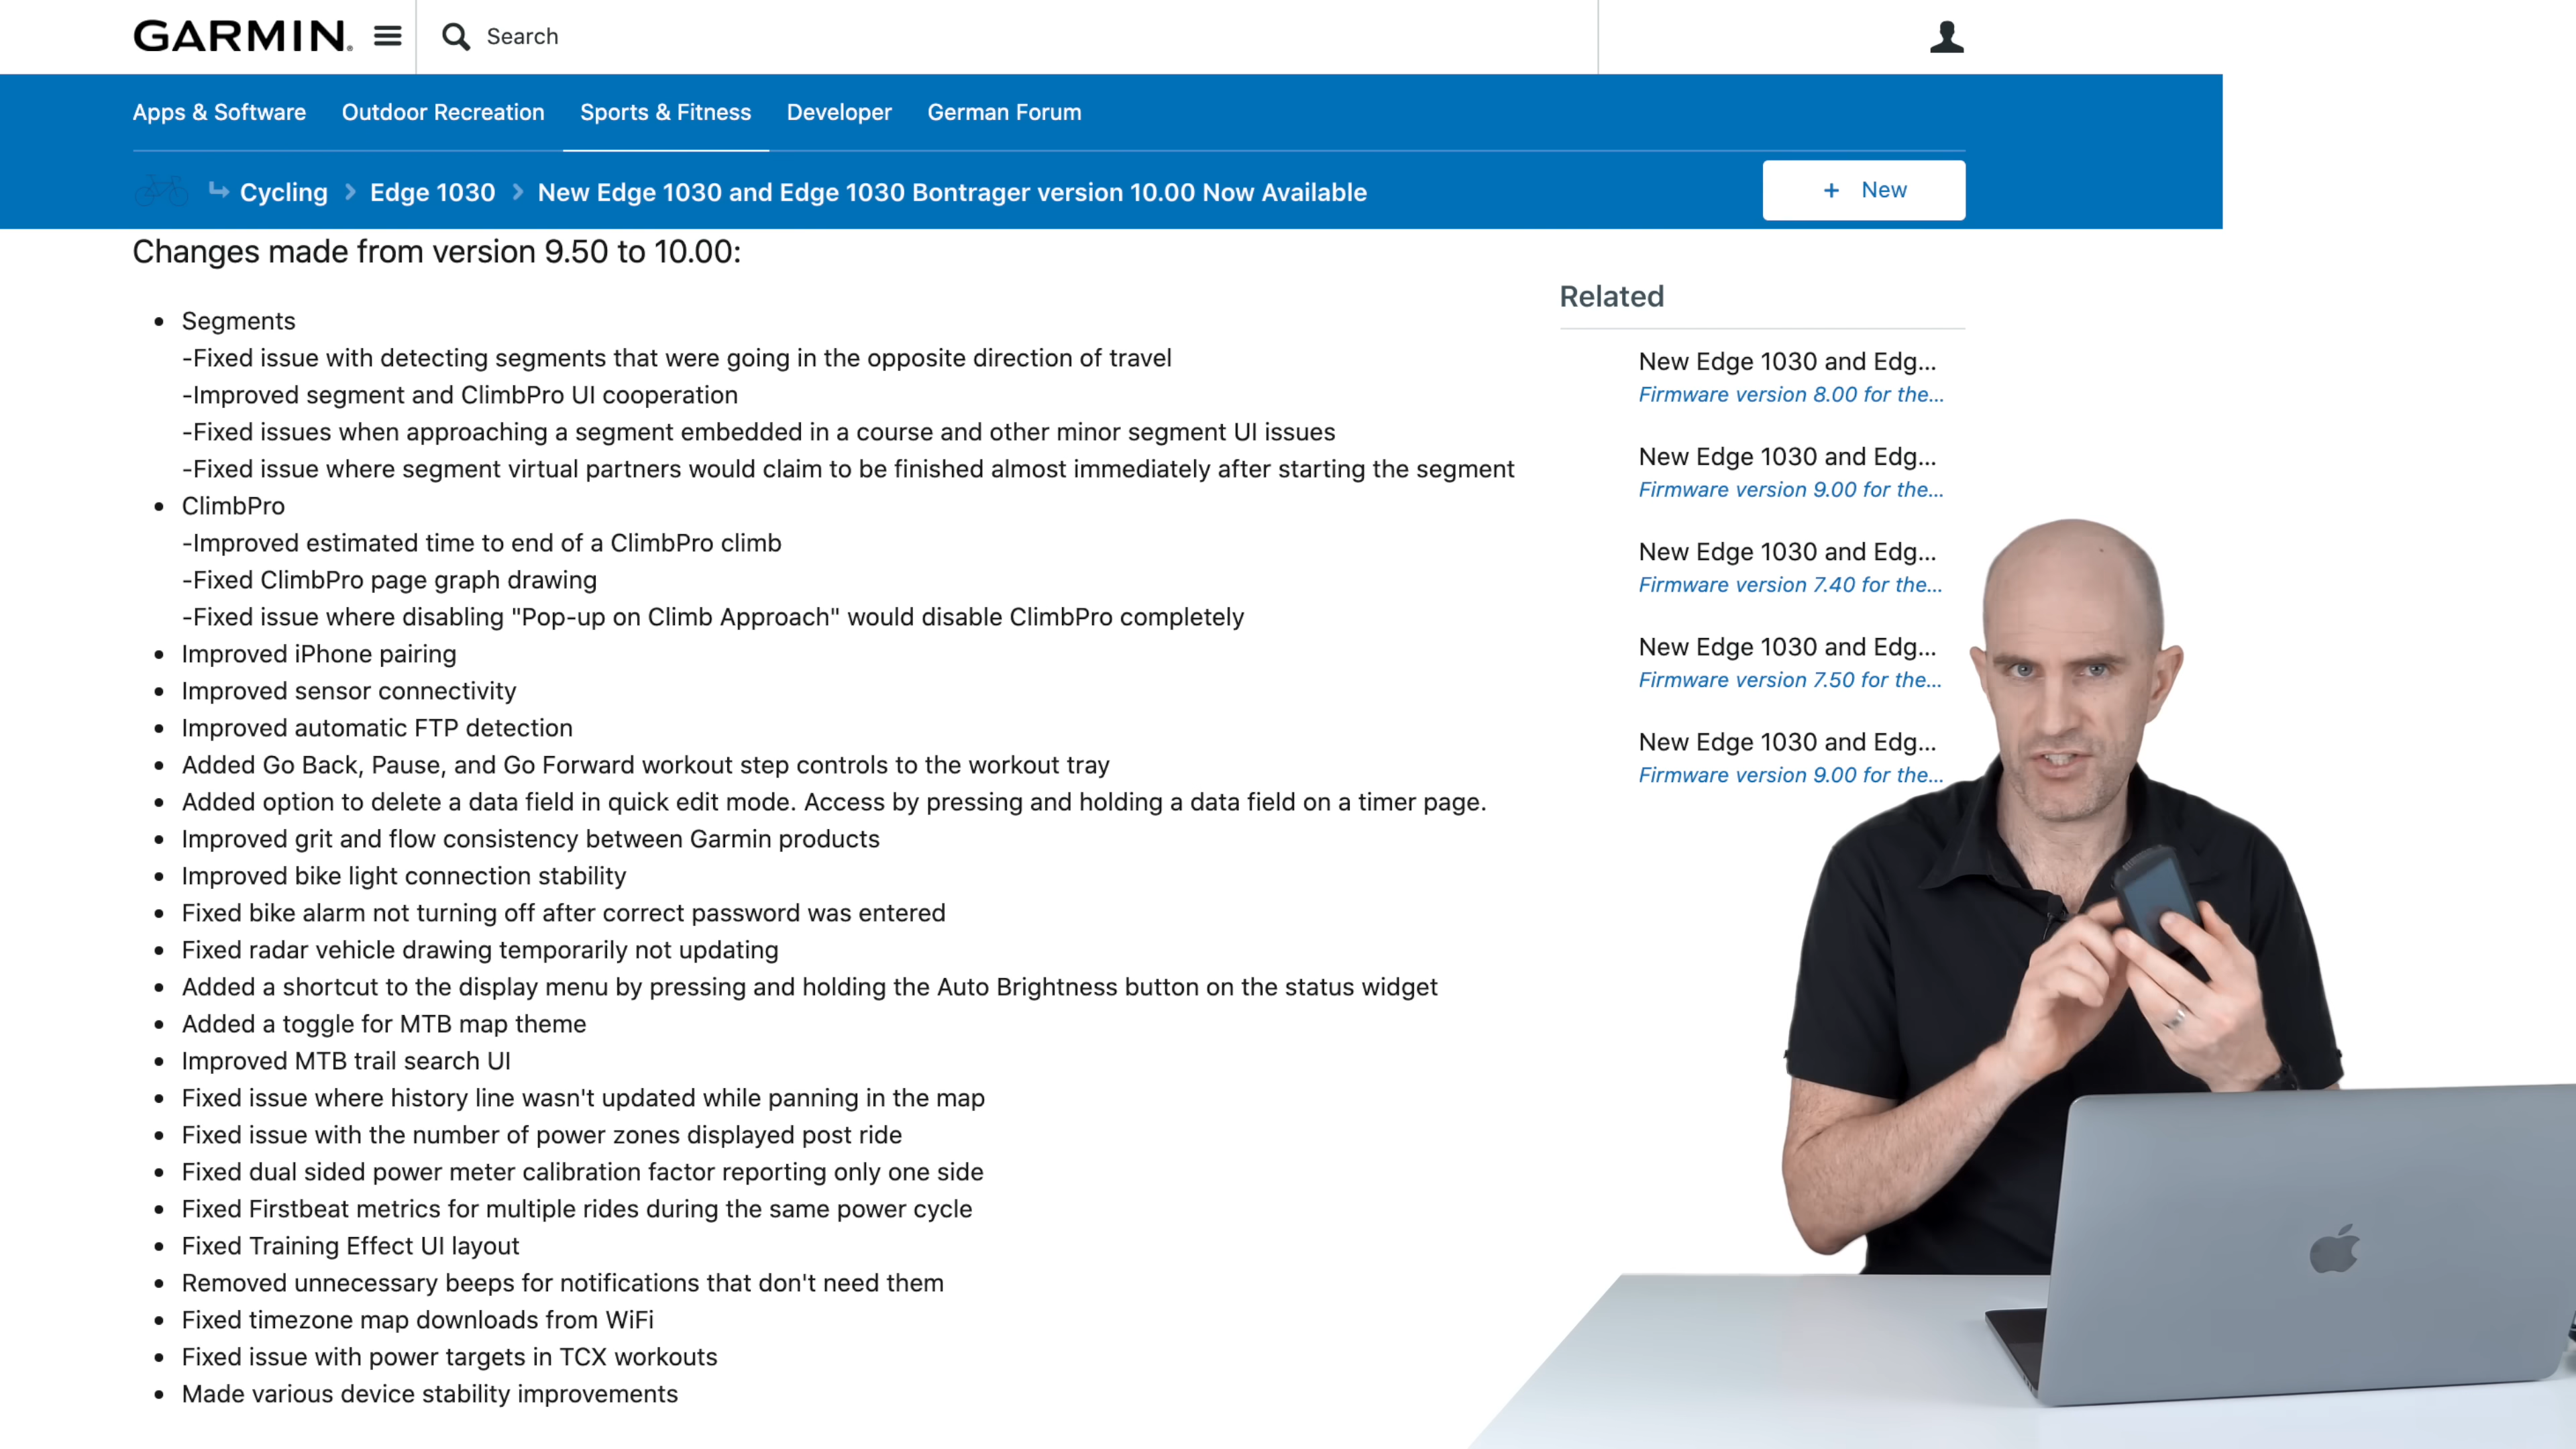 GARMIN.
Search
Apps & Software Outdoor Recreation Sports & Fitness Developer German Forum
Cycling > Edge 1030 > New Edge 1030 and Edge 1030 Bontrager version 10.00 Now Available
+ New
Changes made from version 9.50 to 10.00:
• Segments
-Fixed issue with detecting segments that were going in the opposite direction of travel
-Improved segment and ClimbPro UI cooperation
-Fixed issues when approaching a segment embedded in a course and other minor segment UI issues
-Fixed issue where segment virtual partners would claim to be finished almost immediately after starting the segment
• ClimbPro
-Improved estimated time to end of a ClimbPro climb
-Fixed ClimbPro page graph drawing
-Fixed issue where disabling "Pop-up on Climb Approach" would disable ClimbPro completely
• Improved iPhone pairing
• Improved sensor connectivity
• Improved automatic FTP detection
• Added Go Back, Pause, and Go Forward workout step controls to the workout tray
• Added option to delete a data field in quick edit mode. Access by pressing and holding a data field on a timer page.
• Improved grit and flow consistency between Garmin products
• Improved bike light connection stability
• Fixed bike alarm not turning off after correct password was entered
• Fixed radar vehicle drawing temporarily not updating
• Added a shortcut to the display menu by pressing and holding the Auto Brightness button on the status widget
• Added a toggle for MTB map theme
• Improved MTB trail search UI
• Fixed issue where history line wasn't updated while panning in the map
• Fixed issue with the number of power zones displayed post ride
• Fixed dual sided power meter calibration factor reporting only one side
• Fixed Firstbeat metrics for multiple rides during the same power cycle
• Fixed Training Effect UI layout
• Removed unnecessary beeps for notifications that don't need them
• Fixed timezone map downloads from WiFi
• Fixed issue with power targets in TCX workouts
• Made various device stability improvements
Related
New Edge 1030 and Edg...
Firmware version 8.00 for the...
New Edge 1030 and Edg...
Firmware version 9.00 for the...
New Edge 1030 and Edg...
Firmware version 7.40 for the...
New Edge 1030 and Edg...
Firmware version 7.50 for the...
New Edge 1030 and Edg...
Firmware version 9.00 for the...